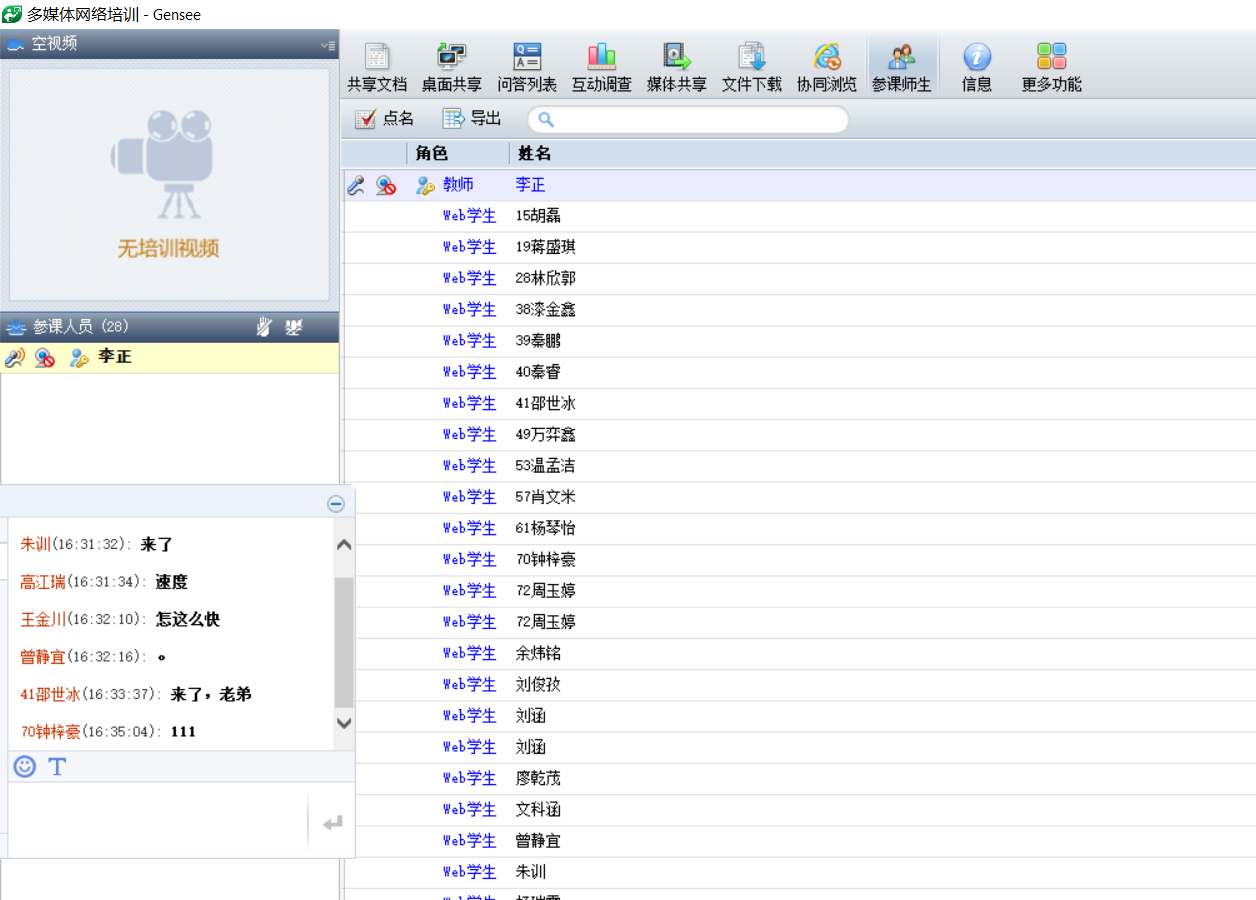 多媒体网络培训 - Gensee
空视频
无培训视频
参课人员 (28)
李正
朱训(16:31:32): 来了
高江瑞(16:31:34): 速度
王金川(16:32:10): 怎这么快
曾静宜(16:32:16): 。
41邵世冰(16:33:37): 来了，老弟
70钟梓豪(16:35:04): 111
T
共享文档 桌面共享 问答列表 互动调查 媒体共享 文件下载 协同浏览 参课师生 信息 更多功能
点名 导出
角色 姓名
教师 李正
Web学生 15胡磊
Web学生 19蒋盛琪
Web学生 28林欣郭
Web学生 38漆金鑫
Web学生 39秦鹏
Web学生 40秦睿
Web学生 41邵世冰
Web学生 49万弈鑫
Web学生 53温孟洁
Web学生 57肖文米
Web学生 61杨琴怡
Web学生 70钟梓豪
Web学生 72周玉婷
Web学生 72周玉婷
Web学生 余炜铭
Web学生 刘俊孜
Web学生 刘涵
Web学生 刘涵
Web学生 廖乾茂
Web学生 文科涵
Web学生 曾静宜
Web学生 朱训
Web学生